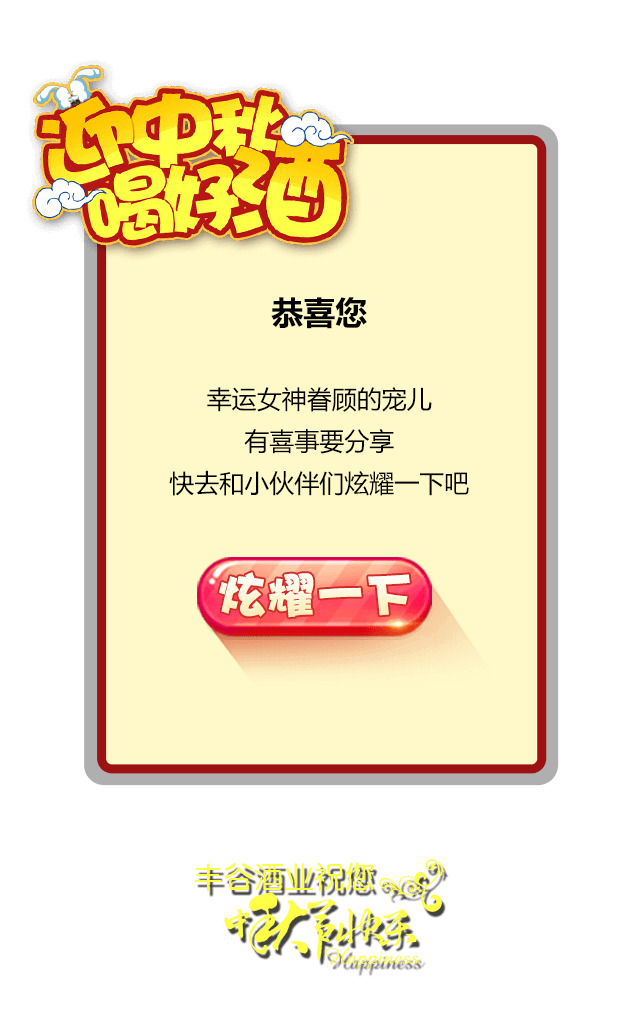 迎中秋
喝好酒
恭喜您
幸运女神眷顾的宠儿
有喜事要分享
快去和小伙伴们炫耀一下吧
炫耀一下
丰谷酒业祝您
中秋节快乐
Happiness